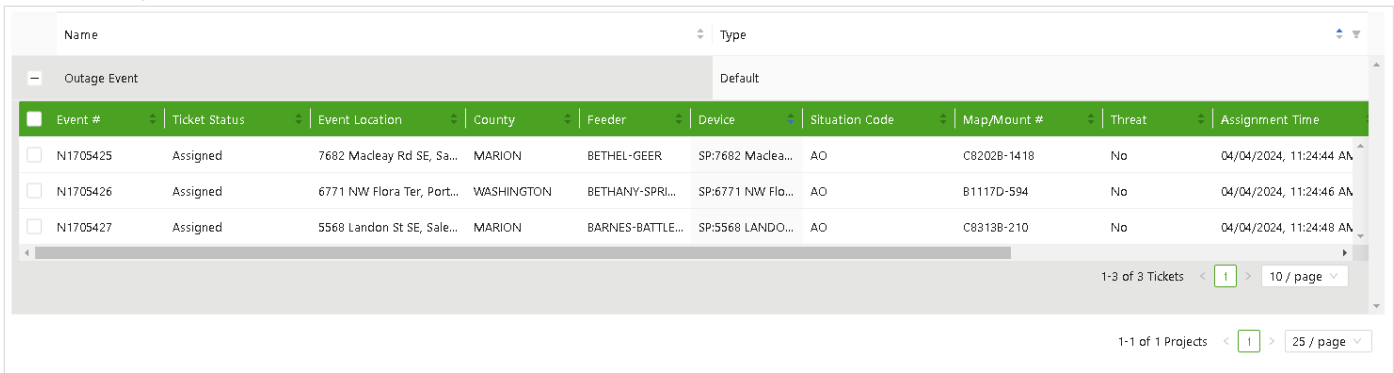 Name Type
Outage Event Default
Event # Ticket Status Event Location County Feeder Device Situation Code Map/Mount # Threat Assignment Time
N1705425 Assigned 7682 Macleay Rd SE, Sa... MARION BETHEL-GEER SP:7682 Maclea... AO C8202B-1418 No 04/04/2024, 11:24:44 AM
N1705426 Assigned 6771 NW Flora Ter, Port... WASHINGTON BETHANY-SPRI... SP:6771 NW Flo... AO B1117D-594 No 04/04/2024, 11:24:46 AM
N1705427 Assigned 5568 Landon St SE, Sale... MARION BARNES-BATTLE... SP:5568 LANDO... AO C8313B-210 No 04/04/2024, 11:24:48 AM
1-3 of 3 Tickets < 1 > 10 / page
1-1 of 1 Projects < 1 > 25 / page